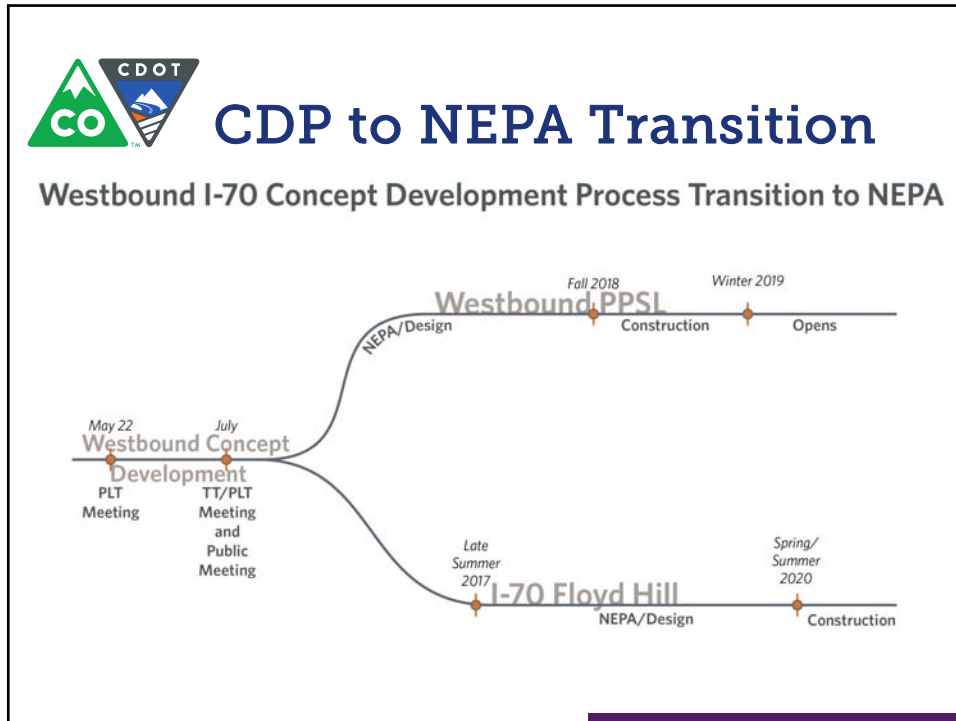 CDOT
CO
TM
CDP to NEPA Transition
Westbound I-70 Concept Development Process Transition to NEPA
Fall 2018
Winter 2019
Westbound PPSL
NEPA/Design
Construction
Opens
May 22
July
Westbound Concept
Development
PLT
Meeting
TT/PLT
Meeting
and
Public
Meeting
Late
Summer
2017
Spring/
Summer
2020
I-70 Floyd Hill
NEPA/Design
Construction